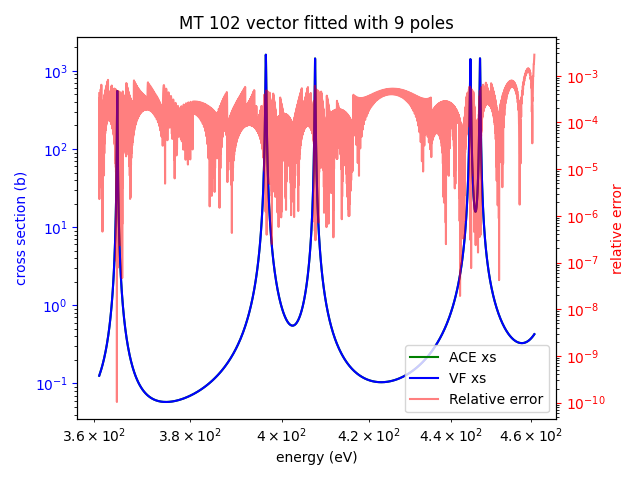 MT 102 vector fitted with 9 poles
cross section (b)
10³
10²
10¹
10⁰
10⁻¹
relative error
10⁻³
10⁻⁴
10⁻⁵
10⁻⁶
10⁻⁷
10⁻⁸
10⁻⁹
10⁻¹⁰
ACE xs
VF xs
Relative error
3.6 × 10² 3.8 × 10² 4 × 10² 4.2 × 10² 4.4 × 10² 4.6 × 10²
energy (eV)